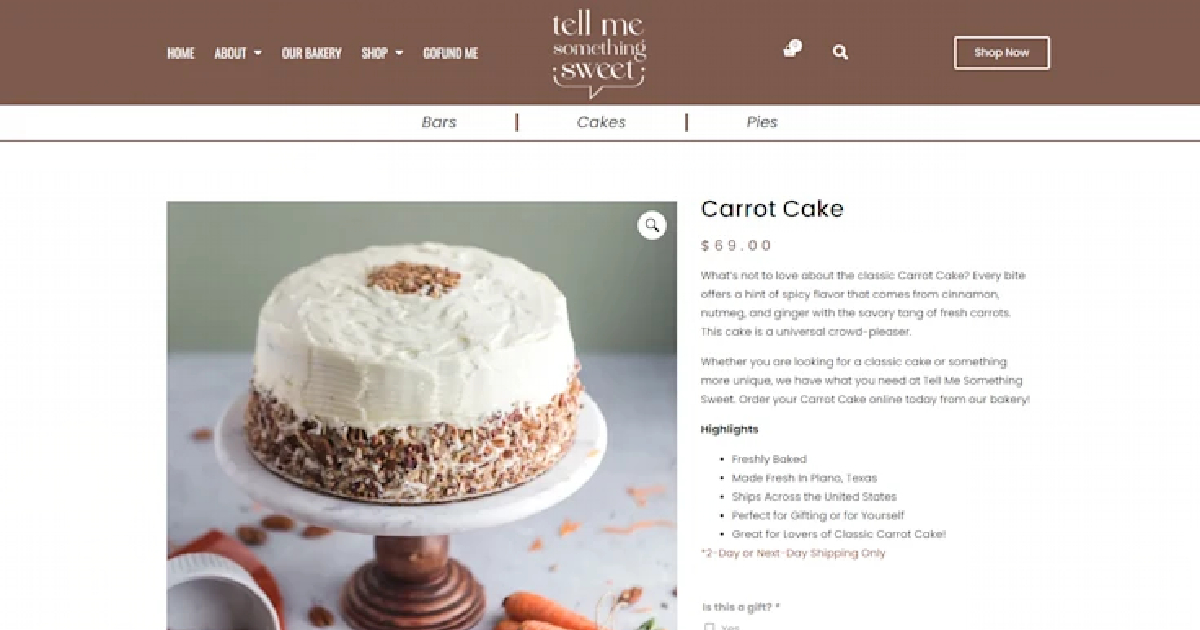 HOME
ABOUT
OUR BAKERY
SHOP
GOFUND ME
tell me
something
sweet
0
Shop Now
Bars
Cakes
Pies
Carrot Cake
$69.00
What's not to love about the classic Carrot Cake? Every bite
offers a hint of spicy flavor that comes from cinnamon,
nutmeg, and ginger with the savory tang of fresh carrots.
This cake is a universal crowd-pleaser.
Whether you are looking for a classic cake or something
more unique, we have what you need at Tell Me Something
Sweet. Order your Carrot Cake online today from our bakery!
Highlights
• Freshly Baked
• Made Fresh in Plano, Texas
• Ships Across the United States
• Perfect for Gifting or for Yourself
• Great for Lovers of Classic Carrot Cake!
*2-Day or Next-Day Shipping Only
Is this a gift? *
Yes